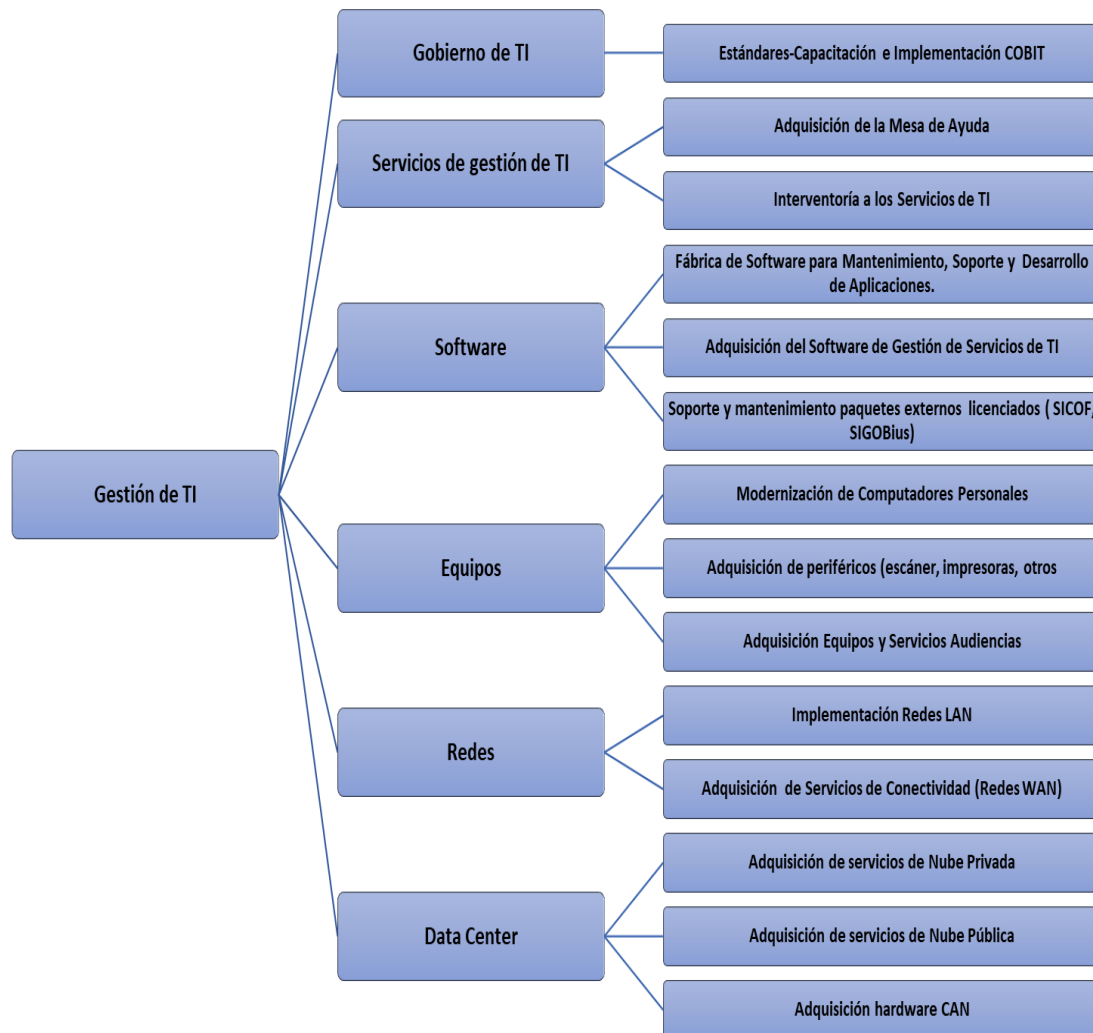 Gestión de TI
Gobierno de TI
Estándares-Capacitación e Implementación COBIT
Servicios de gestión de TI
Adquisición de la Mesa de Ayuda
Interventoría a los Servicios de TI
Software
Fábrica de Software para Mantenimiento, Soporte y Desarrollo
de Aplicaciones.
Adquisición del Software de Gestión de Servicios de TI
Soporte y mantenimiento paquetes externos licenciados ( SICOF,
SIGOBius)
Equipos
Modernización de Computadores Personales
Adquisición de periféricos (escáner, impresoras, otros
Adquisición Equipos y Servicios Audiencias
Redes
Implementación Redes LAN
Adquisición de Servicios de Conectividad (Redes WAN)
Data Center
Adquisición de servicios de Nube Privada
Adquisición de servicios de Nube Pública
Adquisición hardware CAN